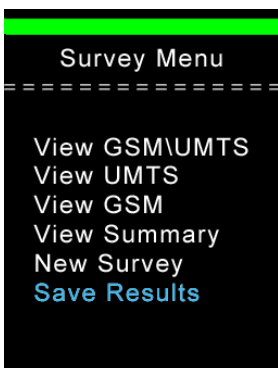 Survey Menu
= = = = = = = = = = = = = = =
View GSM\UMTS
View UMTS
View GSM
View Summary
New Survey
Save Results